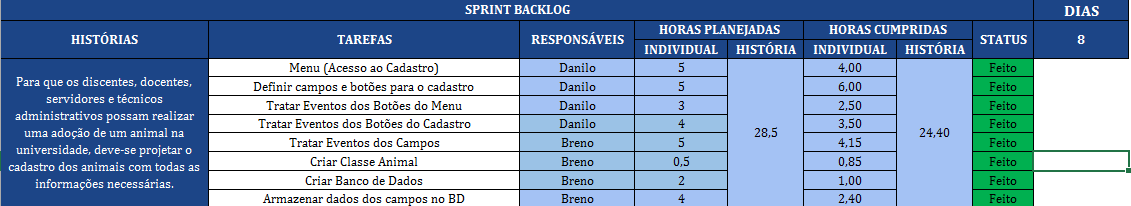 SPRINT BACKLOG
DIAS
HISTÓRIAS
TAREFAS
RESPONSÁVEIS
HORAS PLANEJADAS
HORAS CUMPRIDAS
STATUS
8
INDIVIDUAL
HISTÓRIA
INDIVIDUAL
HISTÓRIA
Para que os discentes, docentes,
servidores e técnicos
administrativos possam realizar
uma adoção de um animal na
universidade, deve-se projetar o
cadastro dos animais com todas as
informações necessárias.
Menu (Acesso ao Cadastro) Danilo 5 4,00 Feito
Definir campos e botões para o cadastro Danilo 5 6,00 Feito
Tratar Eventos dos Botões do Menu Danilo 3 2,50 Feito
Tratar Eventos dos Botões do Cadastro Danilo 4 3,50 Feito
28,5
24,40
Tratar Eventos dos Campos Breno 5 4,15 Feito
Criar Classe Animal Breno 0,5 0,85 Feito
Criar Banco de Dados Breno 2 1,00 Feito
Armazenar dados dos campos no BD Breno 4 2,40 Feito